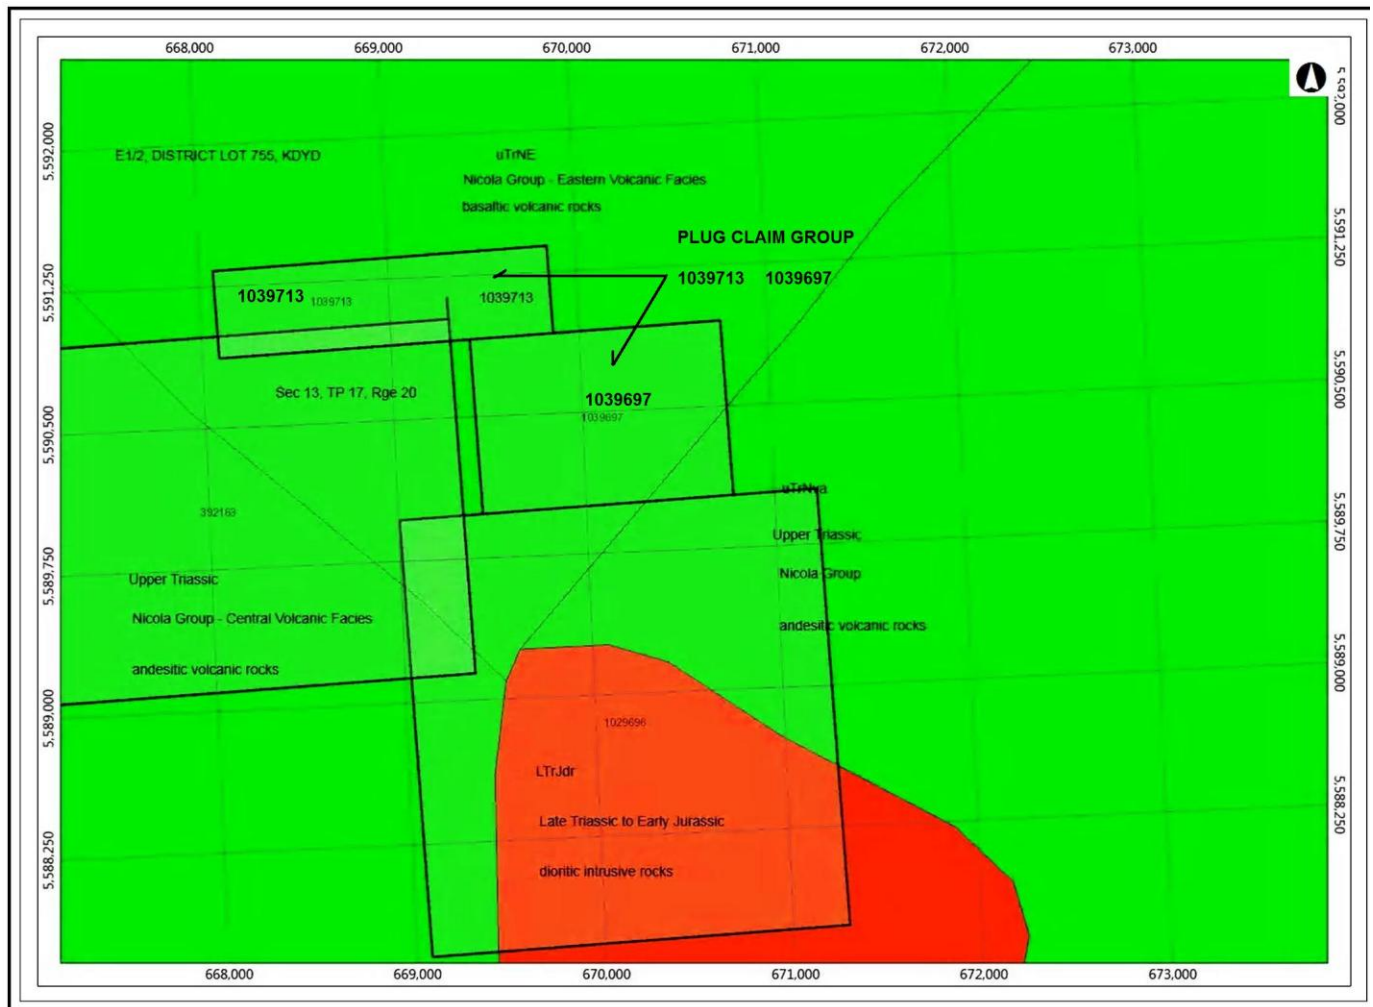 668,000 669,000 670,000 671,000 672,000 673,000
5,592,000
5,592,000
E1/2, DISTRICT LOT 755, KDYD
uTrNE
Nicola Group - Eastern Volcanic Facies
basaltic volcanic rocks
5,591,250
PLUG CLAIM GROUP
1039713 1039697
5,591,250
1039713 1039713 1039713
Sec 13, TP 17, Rge 20
1039697
1039697
5,590,500
5,590,500
392163
uTrNva
Upper Triassic
Nicola Group
andesitic volcanic rocks
5,589,750
5,589,750
Upper Triassic
Nicola Group - Central Volcanic Facies
andesitic volcanic rocks
5,589,000
5,589,000
1029696
LTrJdr
Late Triassic to Early Jurassic
dioritic intrusive rocks
5,588,250
5,588,250
668,000 669,000 670,000 671,000 672,000 673,000